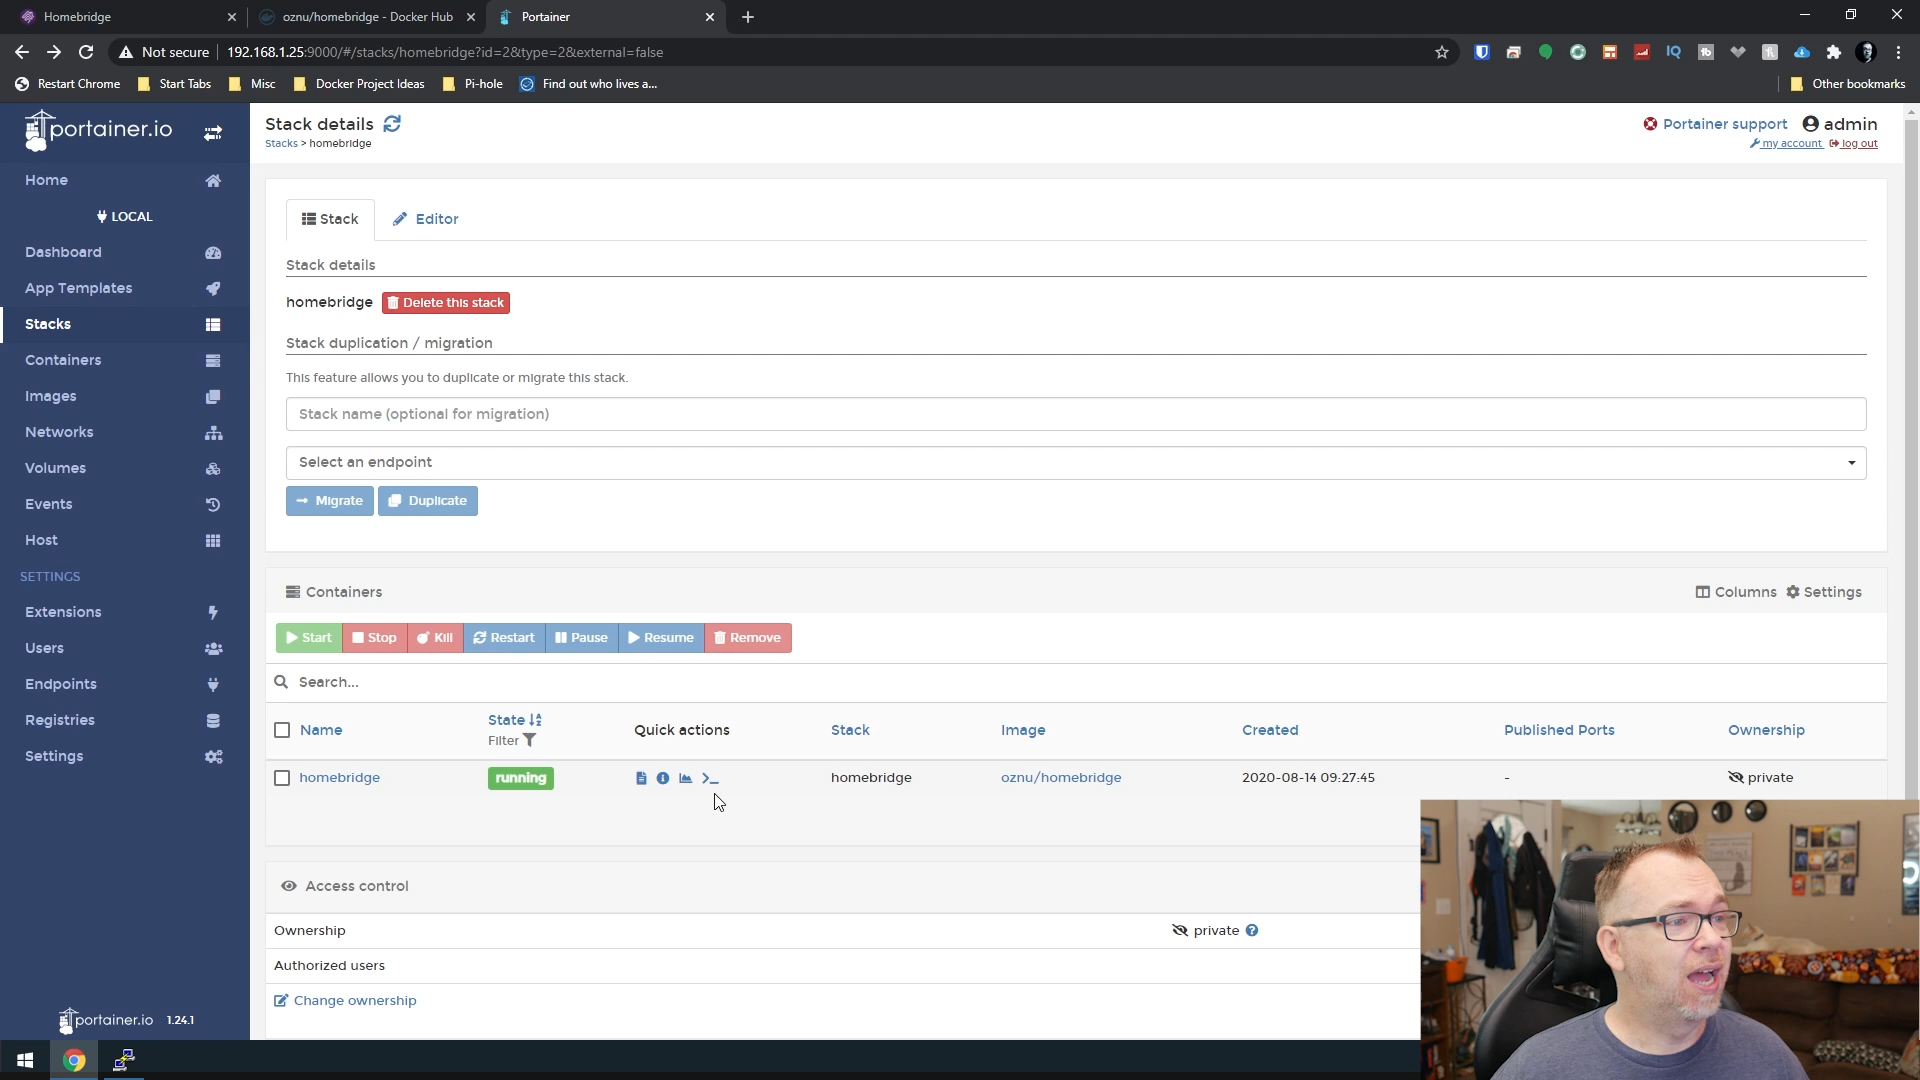 Homebridge
oznu/homebridge - Docker Hub
Portainer
Not secure
192.168.1.25:9000/#/stacks/homebridge?id=2&type=2&external=false
Restart Chrome
Start Tabs
Misc
Docker Project Ideas
Pi-hole
Find out who lives a...
Other bookmarks
portainer.io
Stack details
Stacks > homebridge
Portainer support
admin
my account
log out
Home
LOCAL
Dashboard
App Templates
Stacks
Containers
Images
Networks
Volumes
Events
Host
SETTINGS
Extensions
Users
Endpoints
Registries
Settings
portainer.io 1.24.1
Stack
Editor
Stack details
homebridge
Delete this stack
Stack duplication / migration
This feature allows you to duplicate or migrate this stack.
Stack name (optional for migration)
Select an endpoint
Migrate
Duplicate
Containers
Columns
Settings
Start
Stop
Kill
Restart
Pause
Resume
Remove
Search...
Name
State
Filter
Quick actions
Stack
Image
Created
Published Ports
Ownership
homebridge
running
homebridge
oznu/homebridge
2020-08-14 09:27:45
-
private
Access control
Ownership
private
Authorized users
Change ownership